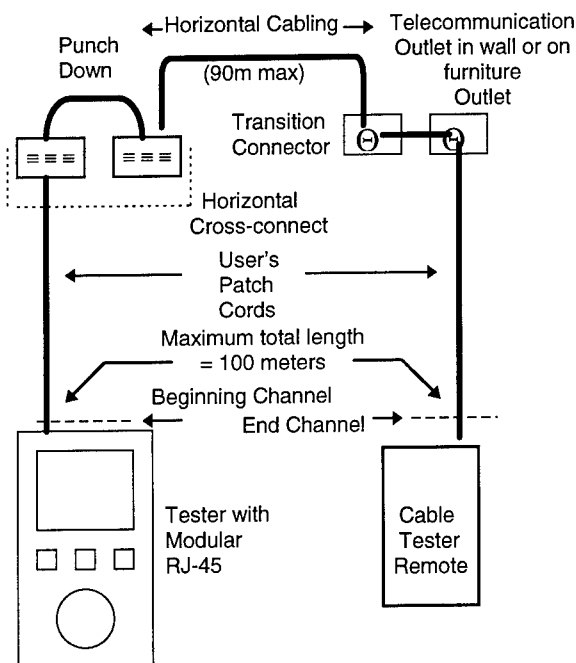 Horizontal Cabling
Telecommunication
Outlet in wall or on
furniture
Outlet
Punch
Down
(90m max)
Transition
Connector
Horizontal
Cross-connect
User's
Patch
Cords
Maximum total length
= 100 meters
Beginning Channel
End Channel
Tester with
Modular
RJ-45
Cable
Tester
Remote